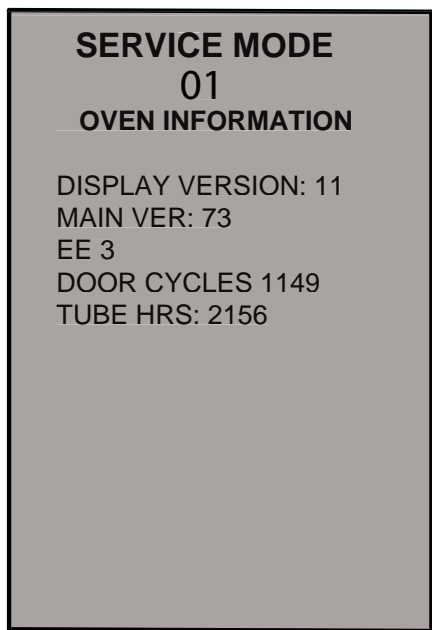 SERVICE MODE
01
OVEN INFORMATION
DISPLAY VERSION: 11
MAIN VER: 73
EE 3
DOOR CYCLES 1149
TUBE HRS: 2156